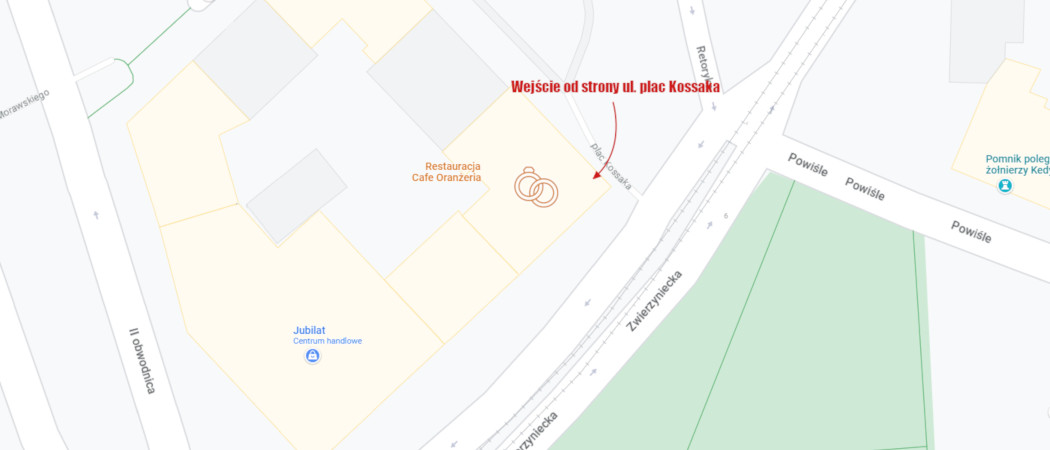 Retoryka
Wejście od strony ul. plac Kossaka
Morawskiego
plac Kossaka
Restauracja
Cafe Oranżeria
Powiśle
Powiśle
Powiśle
Pomnik poleg
żołnierzy Kedy
Zwierzyniecka
Jubilat
Centrum handlowe
II obwodnica
erzyniecka